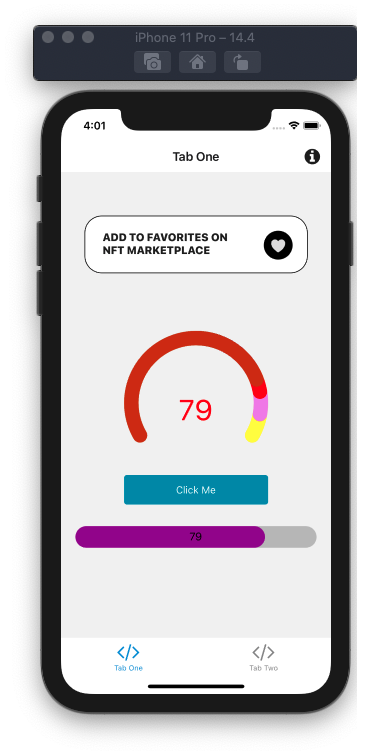 iPhone 11 Pro – 14.4
4:01
Tab One
ADD TO FAVORITES ON
NFT MARKETPLACE
79
Click Me
79
Tab One
Tab Two